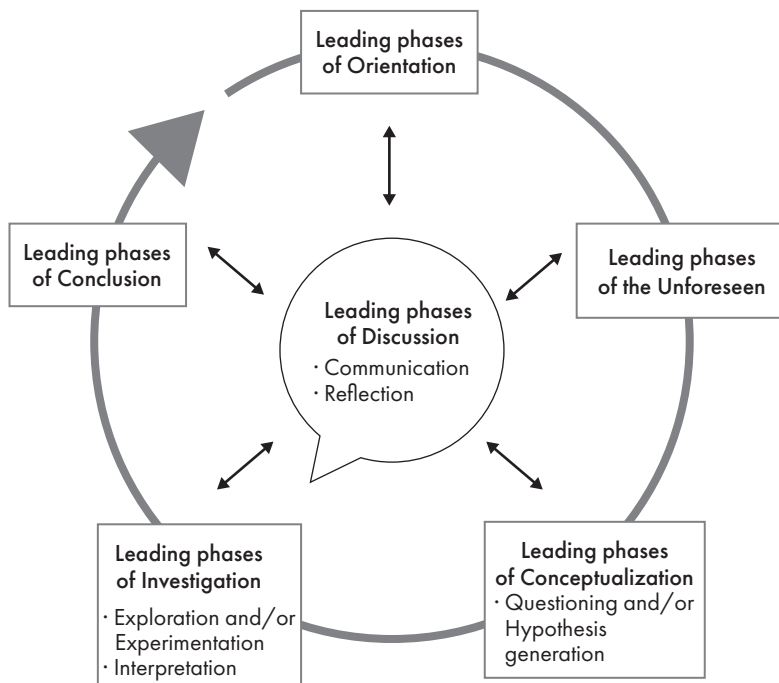 Leading phases
of Orientation
Leading phases
of Conclusion
Leading phases
of the Unforeseen
Leading phases
of Discussion
· Communication
· Reflection
Leading phases
of Investigation
· Exploration and/or
Experimentation
· Interpretation
Leading phases
of Conceptualization
· Questioning and/or
Hypothesis
generation